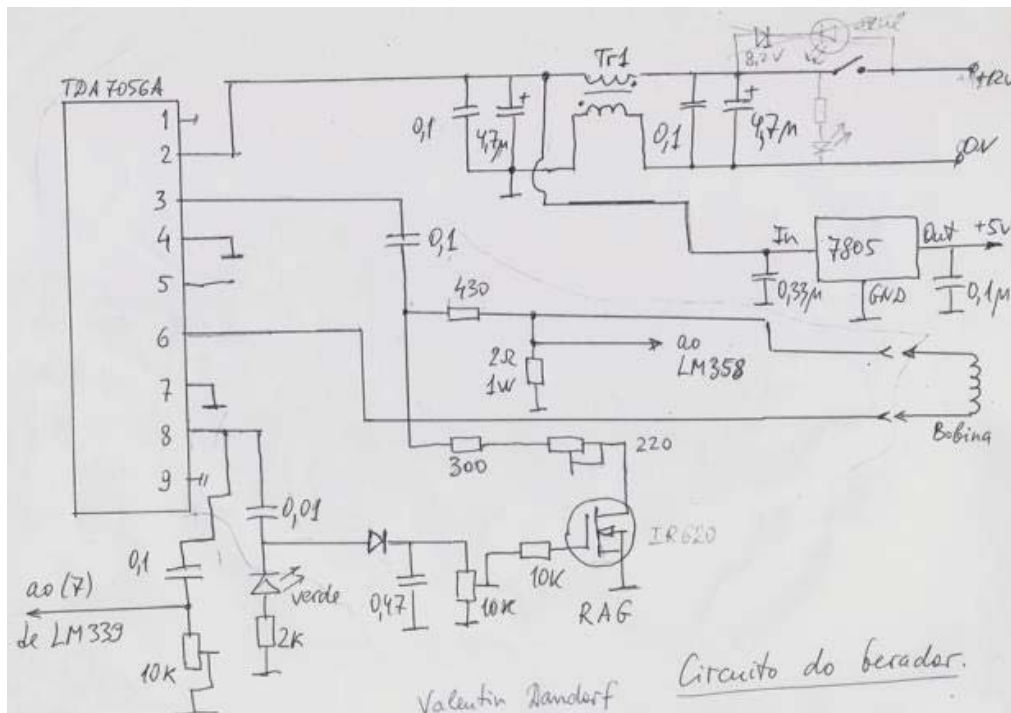 8,2V
Tr1
+12V
TDA7056A
1
0,1
4,7µ
0,1
4,7µ
2
3
In
7805
Out
+5V
4
0,1
430
0,33µ
GND
0,1µ
5
6
ao
LM358
2Ω
1W
7
8
300
220
Bobina
9
0,01
IR620
0,1
ao (7)
de LM339
verde
0,47
10K
10K
RAG
10K
2K
Circuito do Gerador.
Valentin Dandorf